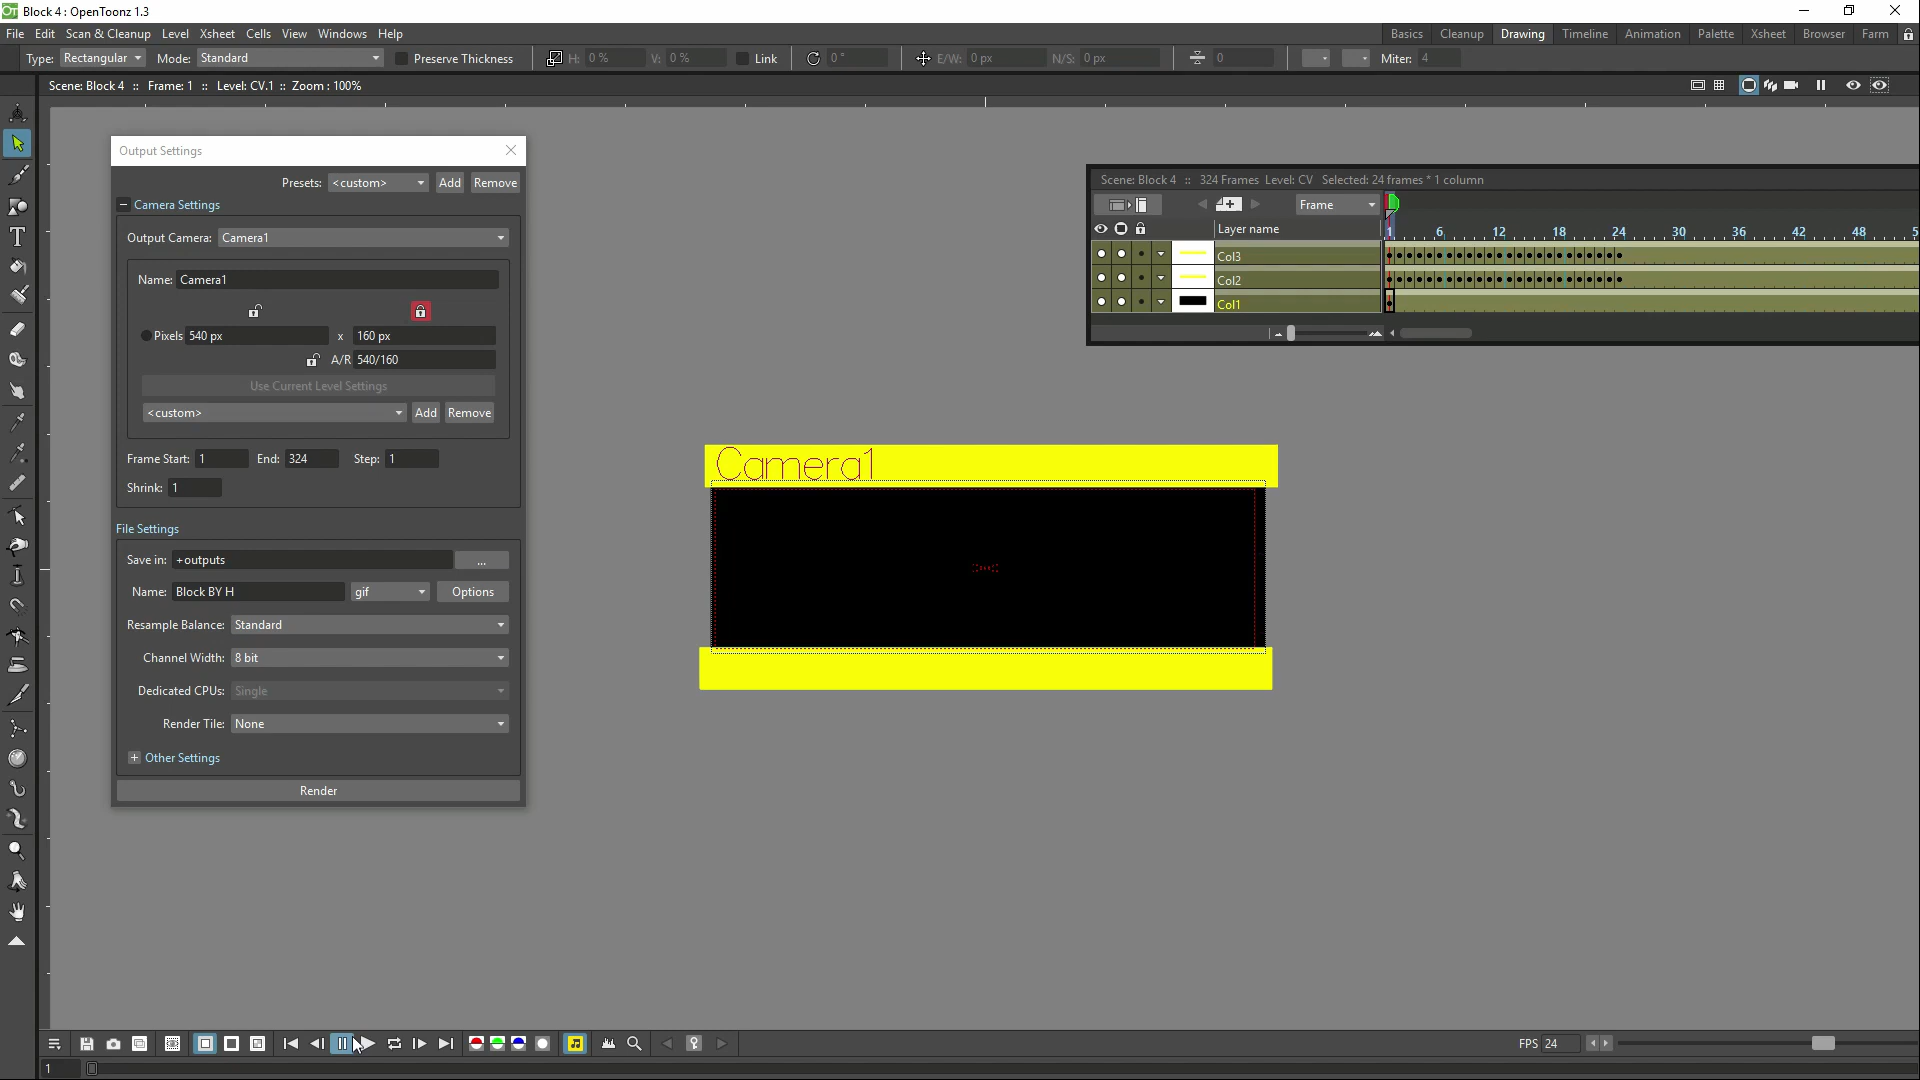 Block 4 : OpenToonz 1.3
File Edit Scan & Cleanup Level Xsheet Cells View Windows Help
Basics Cleanup Drawing Timeline Animation Palette Xsheet Browser Farm
Type: Rectangular Mode: Standard Preserve Thickness H: 0 % V: 0 % Link 0 ° E/W: 0 px N/S: 0 px 0 Miter: 4
Scene: Block 4 :: Frame: 1 :: Level: CV.1 :: Zoom : 100%
Output Settings
Presets: <custom> Add Remove
Camera Settings
Output Camera: Camera1
Name: Camera1
Pixels 540 px x 160 px
A/R 540/160
Use Current Level Settings
<custom> Add Remove
Frame Start: 1 End: 324 Step: 1
Shrink: 1
File Settings
Save in: +outputs ...
Name: Block BY H gif Options
Resample Balance: Standard
Channel Width: 8 bit
Dedicated CPUs: Single
Render Tile: None
Other Settings
Render
Scene: Block 4 :: 324 Frames Level: CV Selected: 24 frames * 1 column
Frame
Layer name 1 6 12 18 24 30 36 42 48 5
Col3
Col2
Col1
Camera1
FPS 24
1